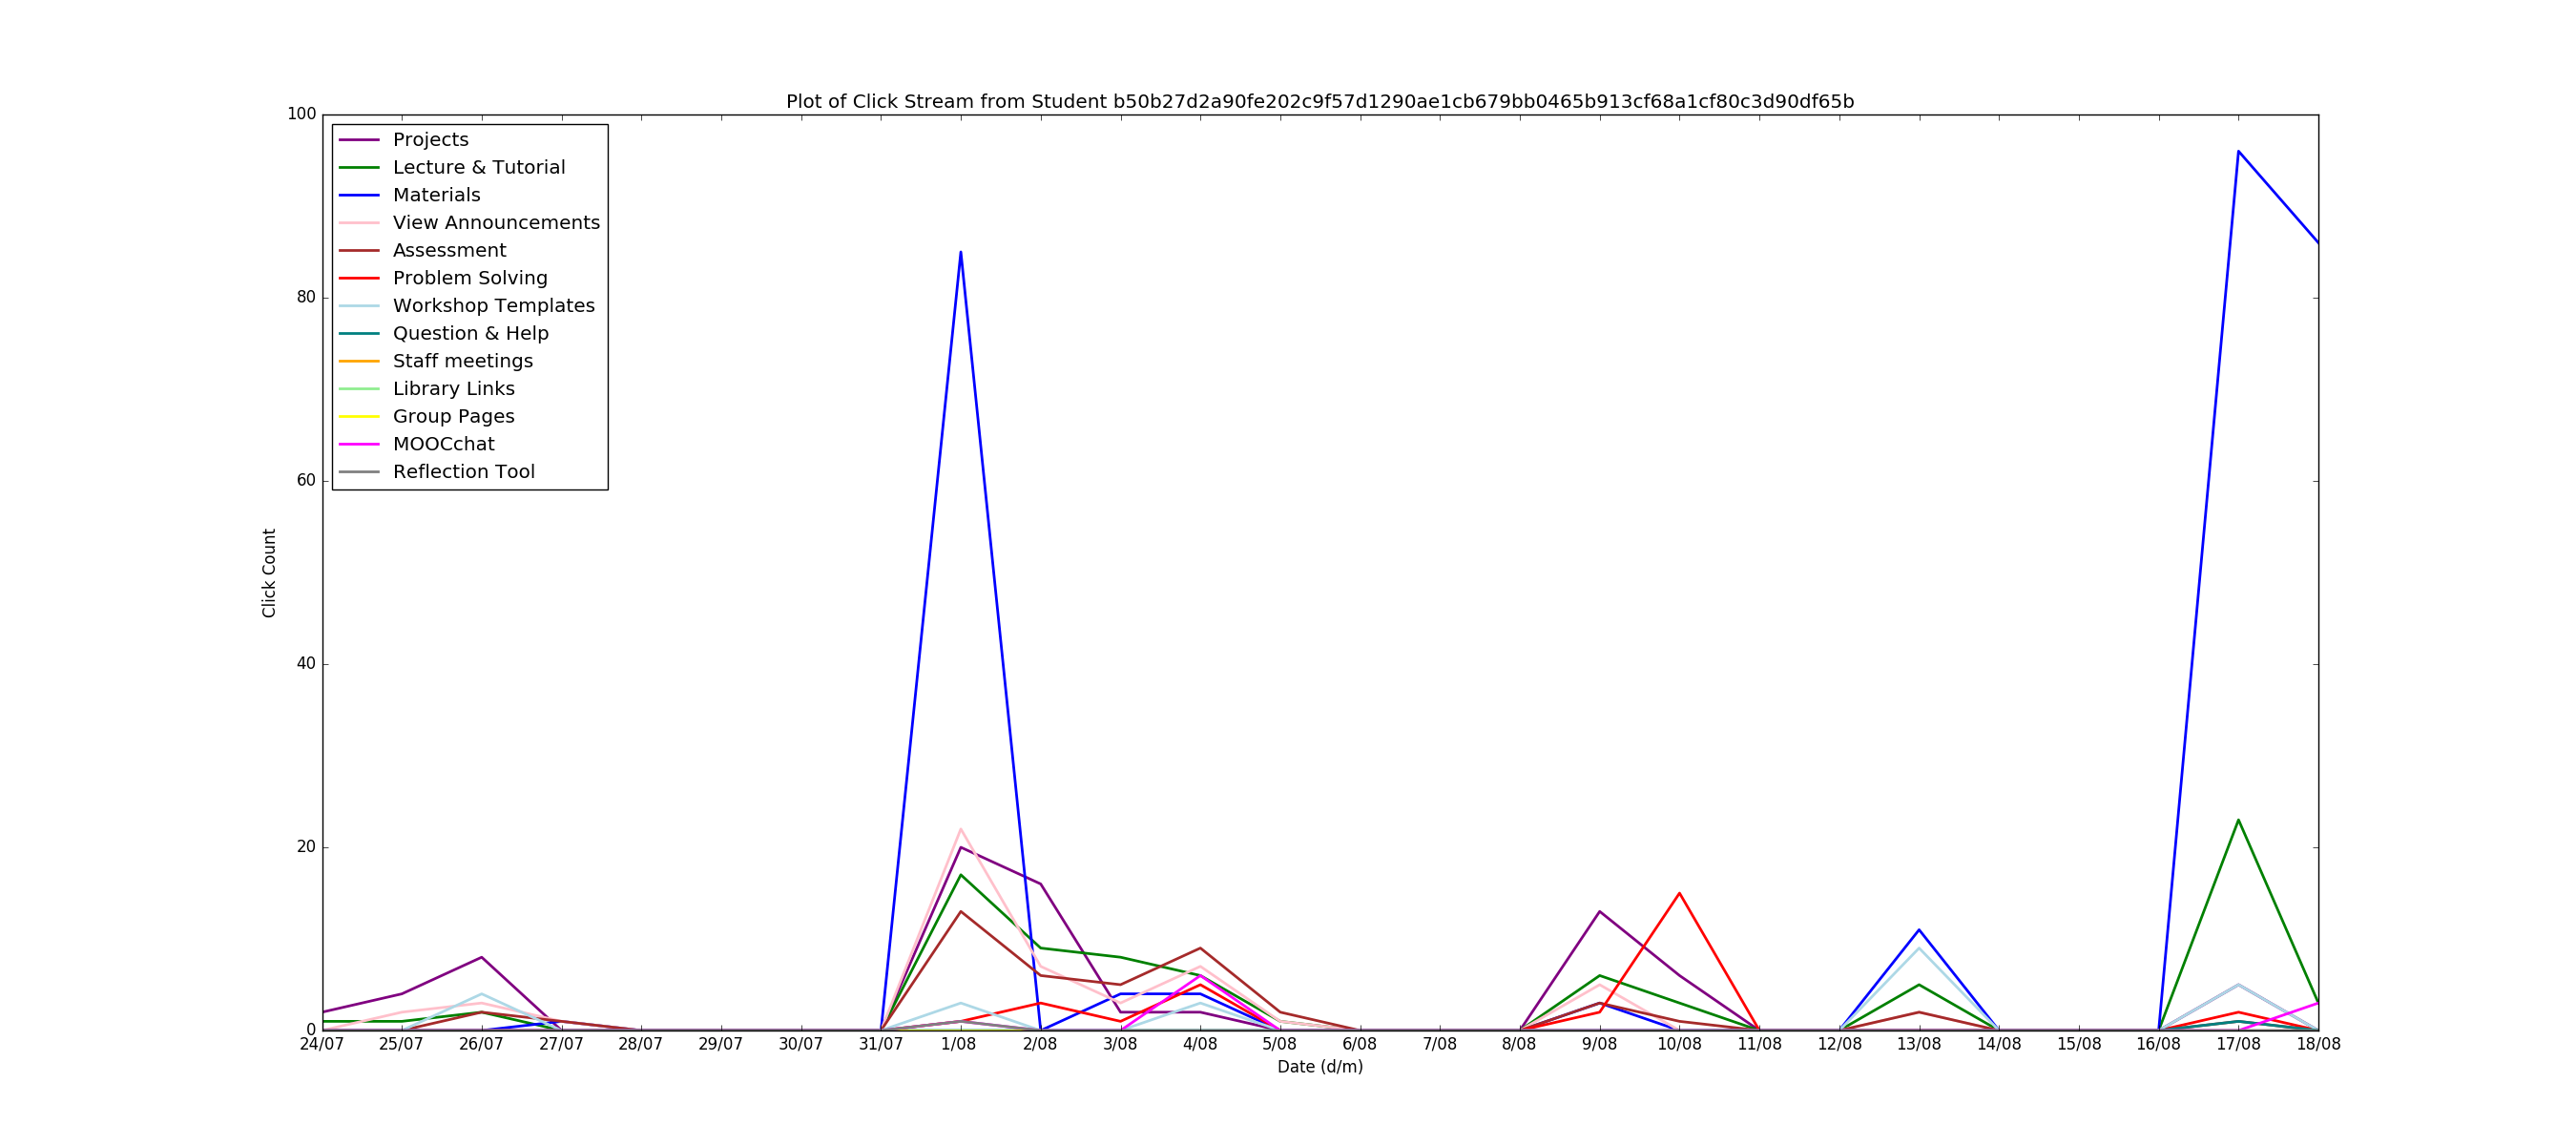 Plot of Click Stream from Student b50b27d2a90fe202c9f57d1290ae1cb679bb0465b913cf68a1cf80c3d90df65b
100
80
60
40
20
0
Click Count
Projects
Lecture & Tutorial
Materials
View Announcements
Assessment
Problem Solving
Workshop Templates
Question & Help
Staff meetings
Library Links
Group Pages
MOOCchat
Reflection Tool
24/07 25/07 26/07 27/07 28/07 29/07 30/07 31/07 1/08 2/08 3/08 4/08 5/08 6/08 7/08 8/08 9/08 10/08 11/08 12/08 13/08 14/08 15/08 16/08 17/08 18/08
Date (d/m)